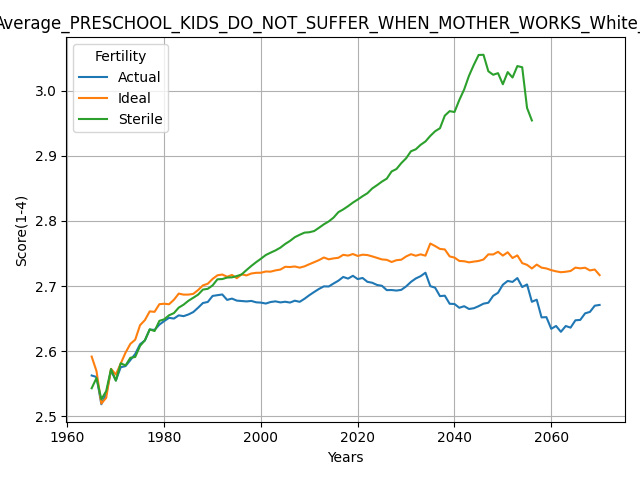 Average_PRESCHOOL_KIDS_DO_NOT_SUFFER_WHEN_MOTHER_WORKS_White_
Fertility
Actual
Ideal
Sterile
Score(1-4)
3.0
2.9
2.8
2.7
2.6
2.5
1960 1980 2000 2020 2040 2060
Years